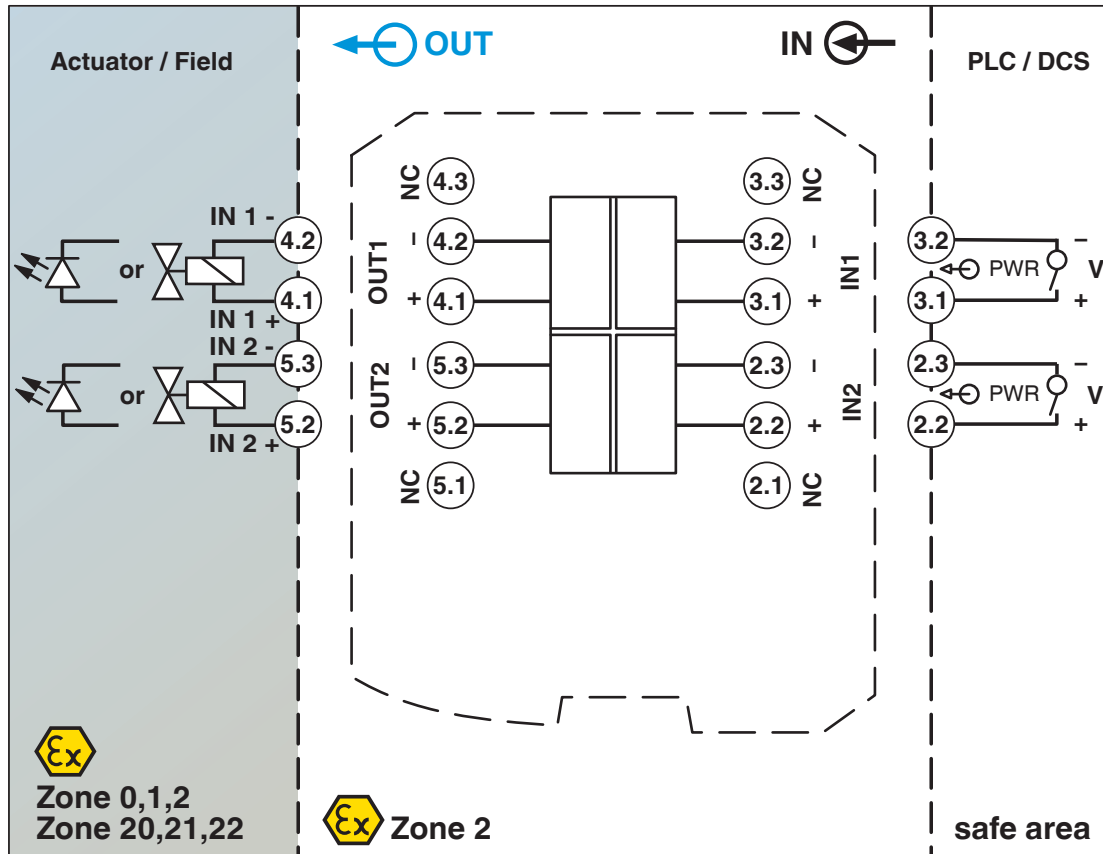 Actuator / Field
OUT
IN
PLC / DCS
NC 4.3
3.3 NC
IN 1 -
4.2
4.2 –
OUT1
3.2 –
IN1
3.2 –
or
PWR V
4.1
+ 4.1
3.1 +
3.1 +
IN 1 +
IN 2 -
5.3
– 5.3
OUT2
2.3 –
IN2
2.3 –
or
PWR V
5.2
+ 5.2
2.2 +
2.2 +
IN 2 +
NC 5.1
2.1 NC
Ex
Zone 0,1,2
Zone 20,21,22
Ex Zone 2
safe area